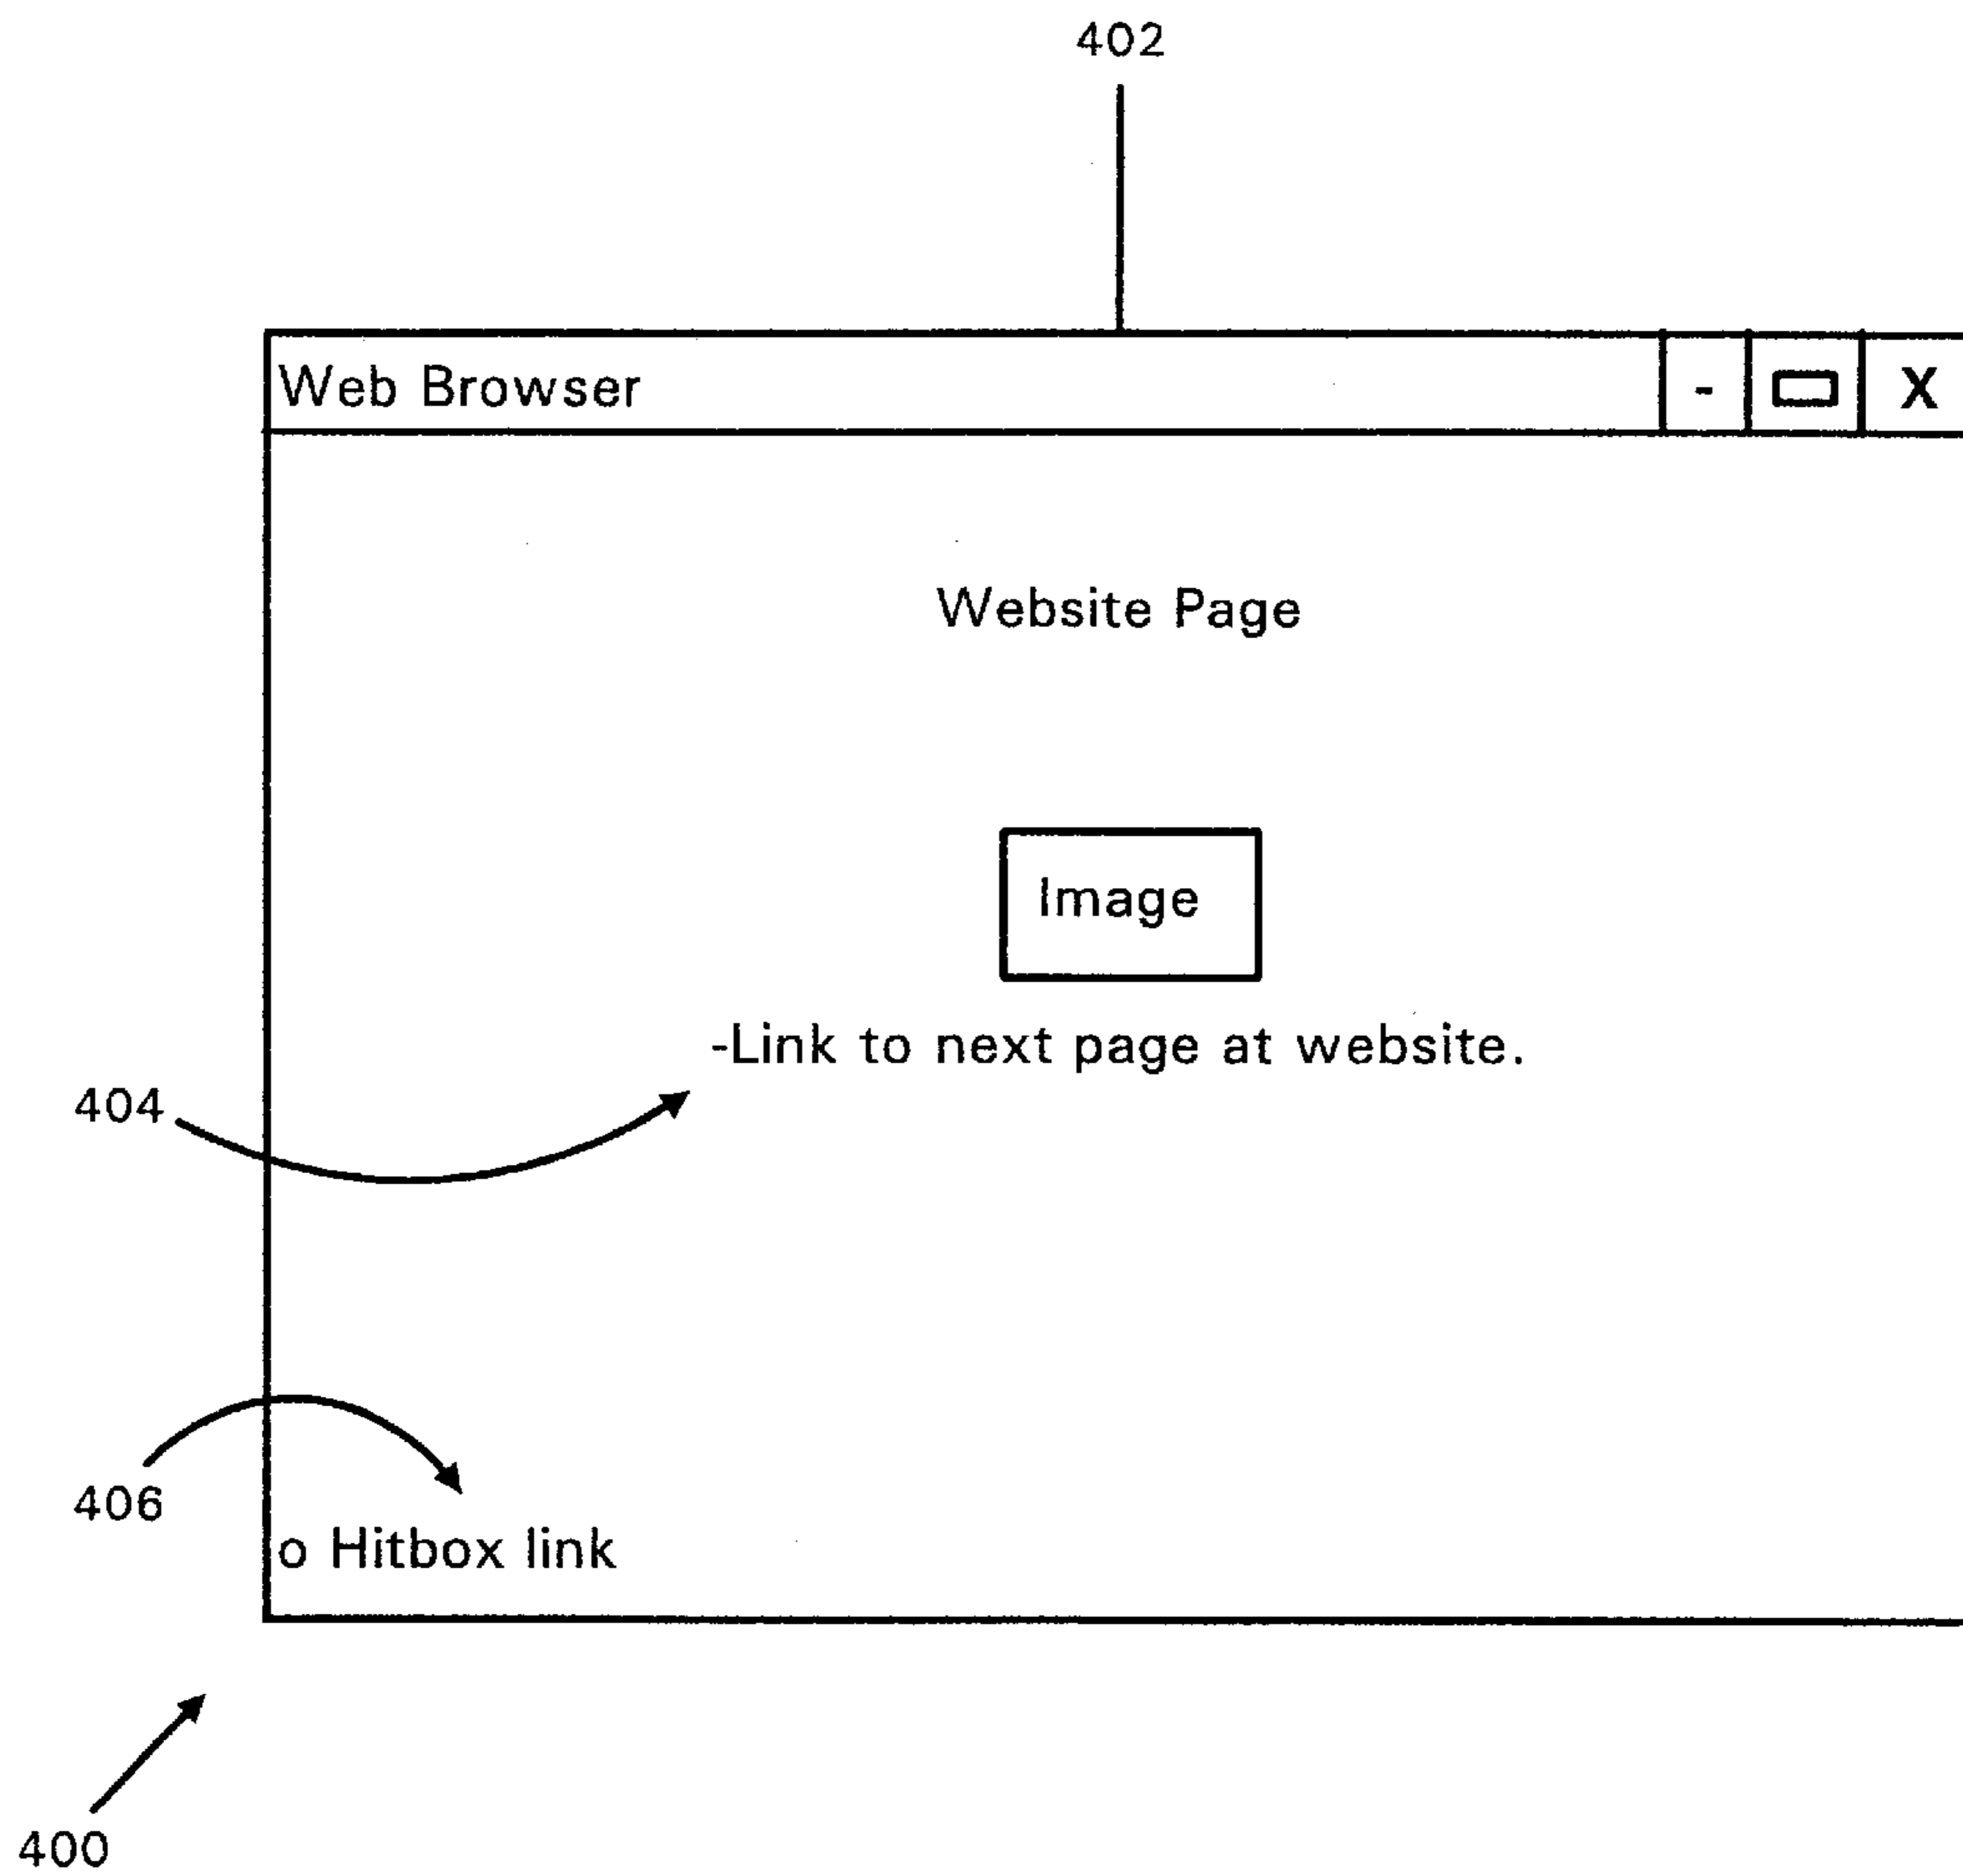 402
Web Browser - X
Website Page
Image
-Link to next page at website.
404
406
o Hitbox link
400